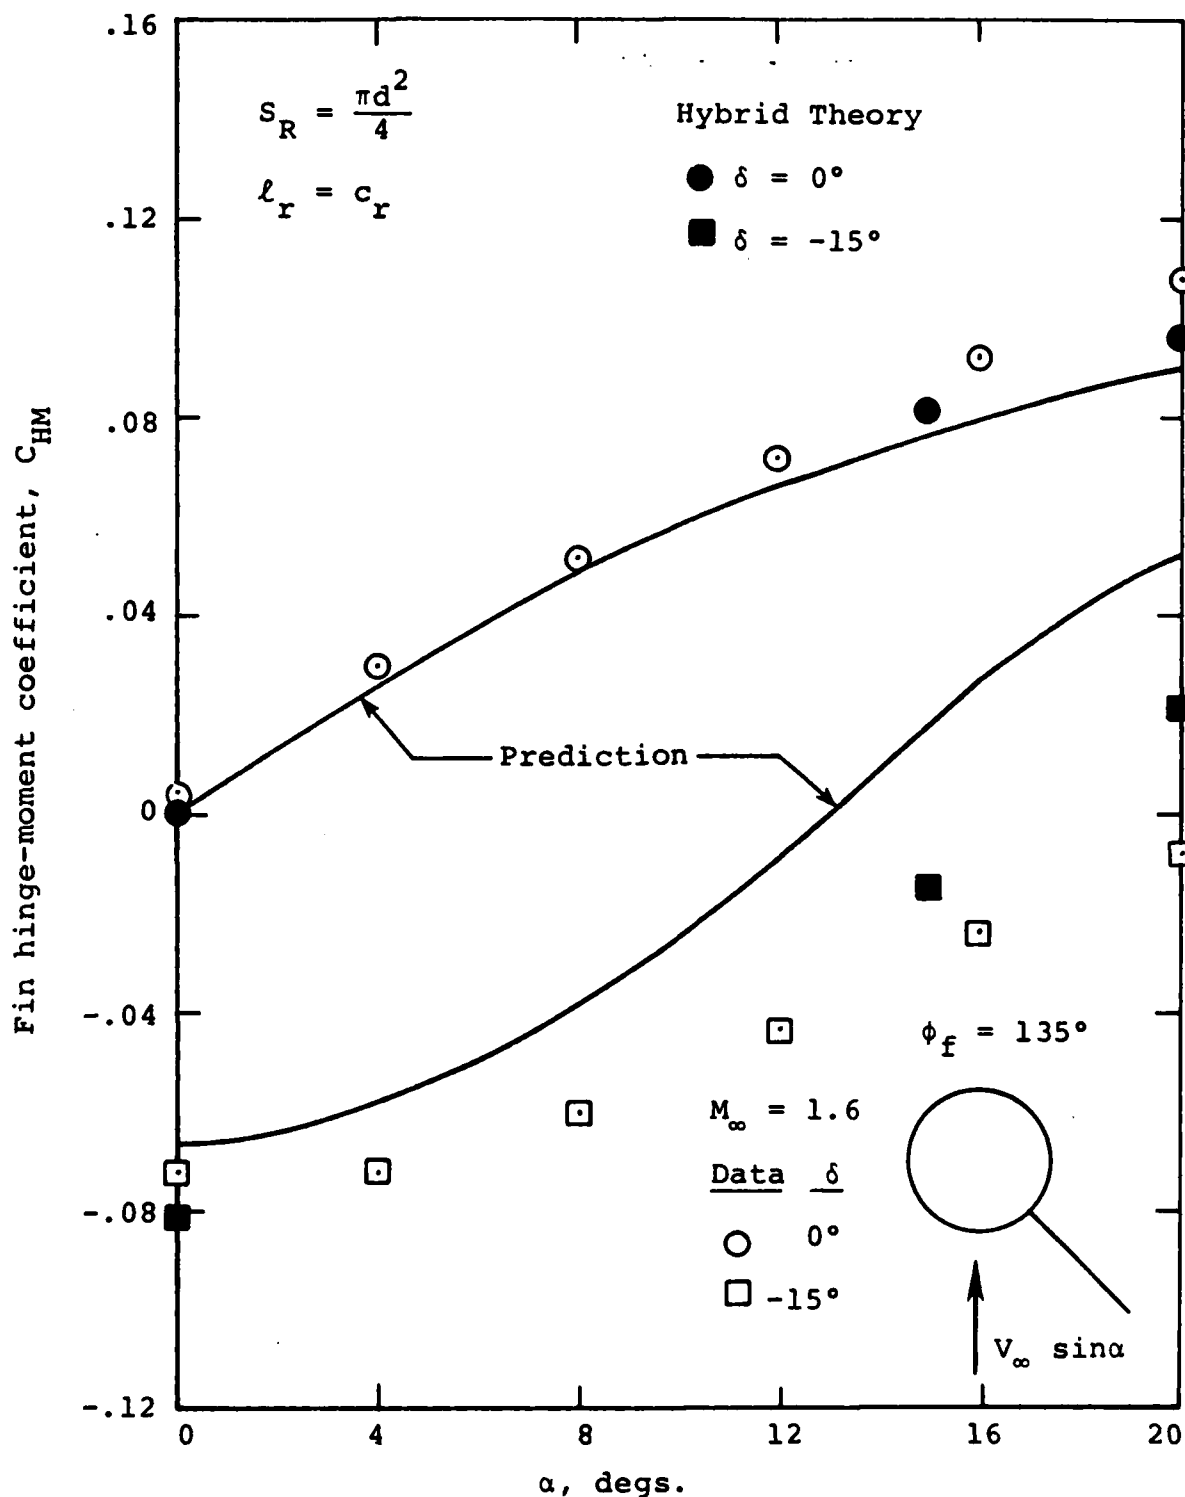 .16
.12
.08
.04
0
-.04
-.08
-.12
Fin hinge-moment coefficient, C_HM
S_R = πd²/4
ℓ_r = c_r
Hybrid Theory
● δ = 0°
■ δ = -15°
Prediction
φ_f = 135°
M_∞ = 1.6
Data δ
○ 0°
□ -15°
V_∞ sinα
0 4 8 12 16 20
α, degs.